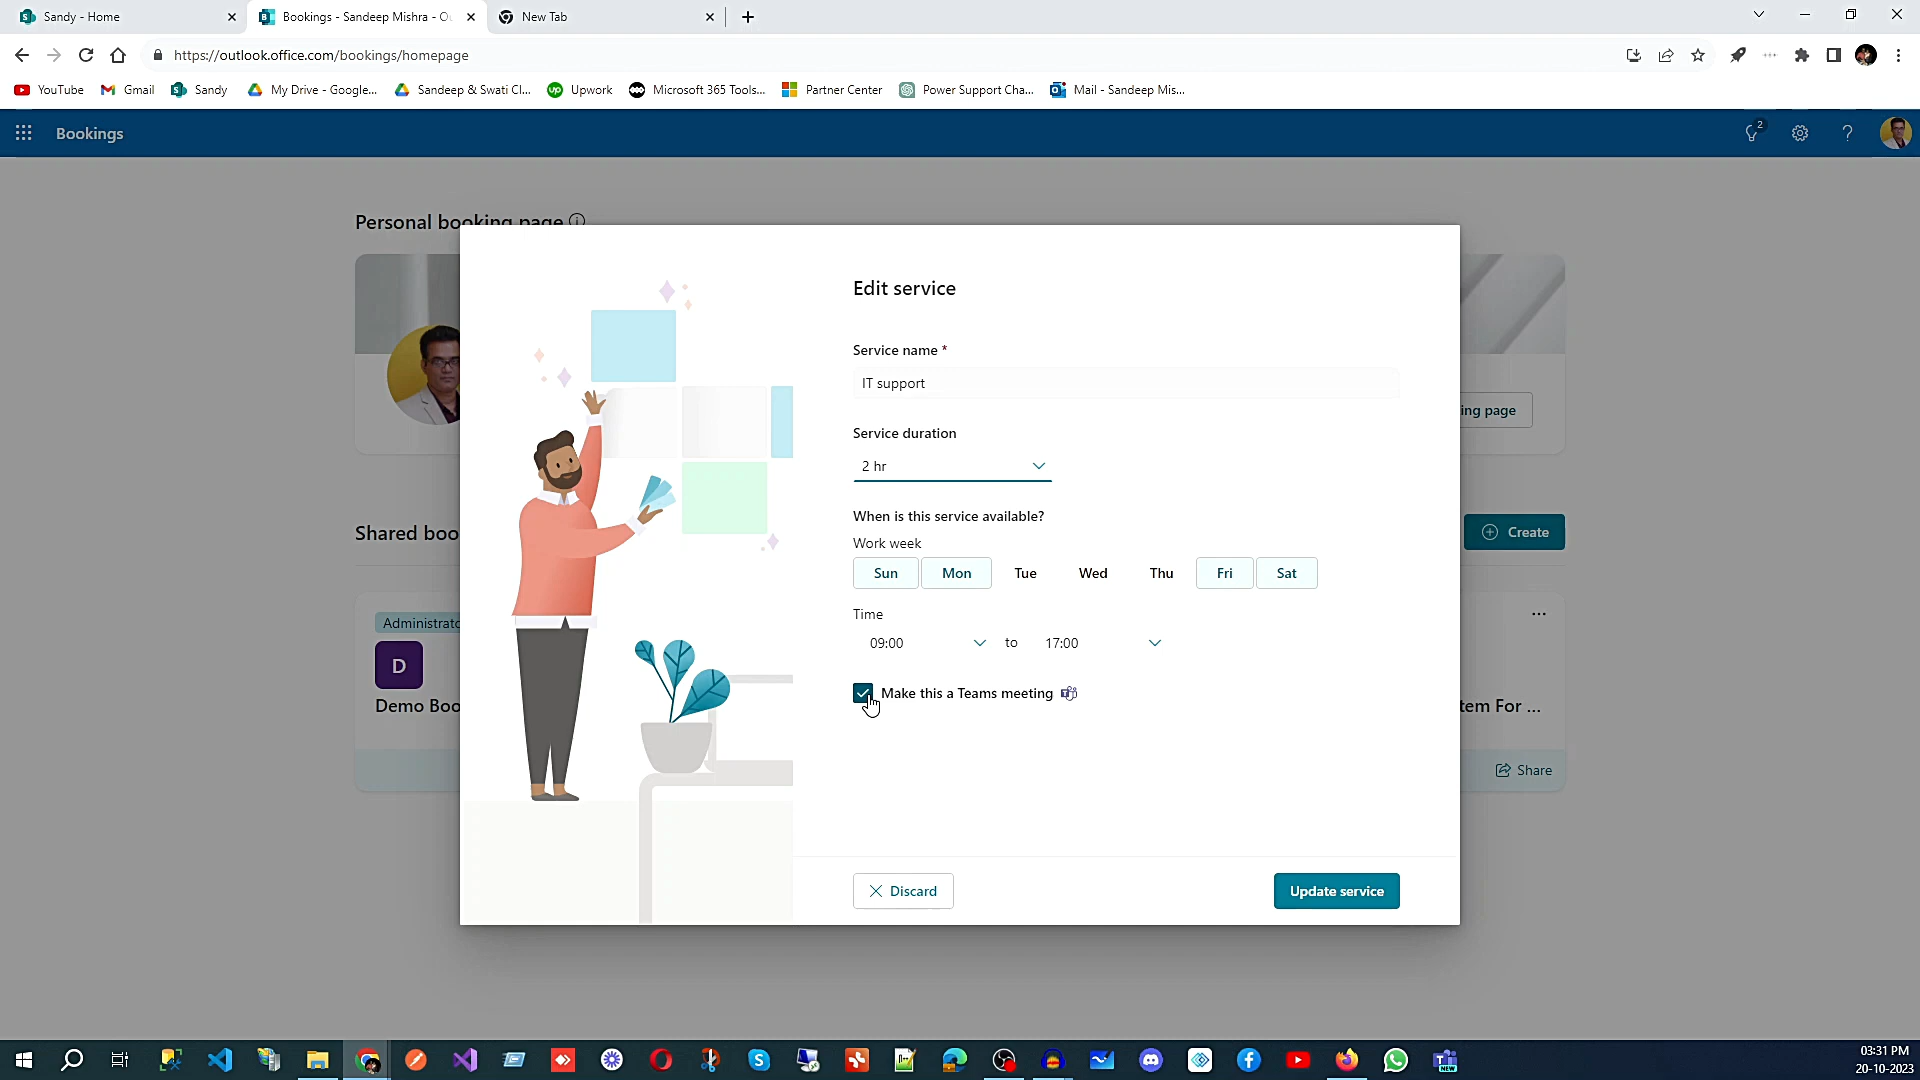 Sandy - Home
Bookings - Sandeep Mishra - Ou
New Tab
https://outlook.office.com/bookings/homepage
YouTube
Gmail
Sandy
My Drive - Google...
Sandeep & Swati Cl...
Upwork
Microsoft 365 Tools...
Partner Center
Power Support Cha...
Mail - Sandeep Mis...
Bookings
2
Personal booking page
Edit service
Service name *
IT support
ing page
Service duration
2 hr
When is this service available?
Shared boo
Create
Work week
Sun Mon Tue Wed Thu Fri Sat
Time
Administrato
09:00 to 17:00
D
Make this a Teams meeting
Demo Boo
tem For ...
Share
Discard
Update service
03:31 PM
20-10-2023